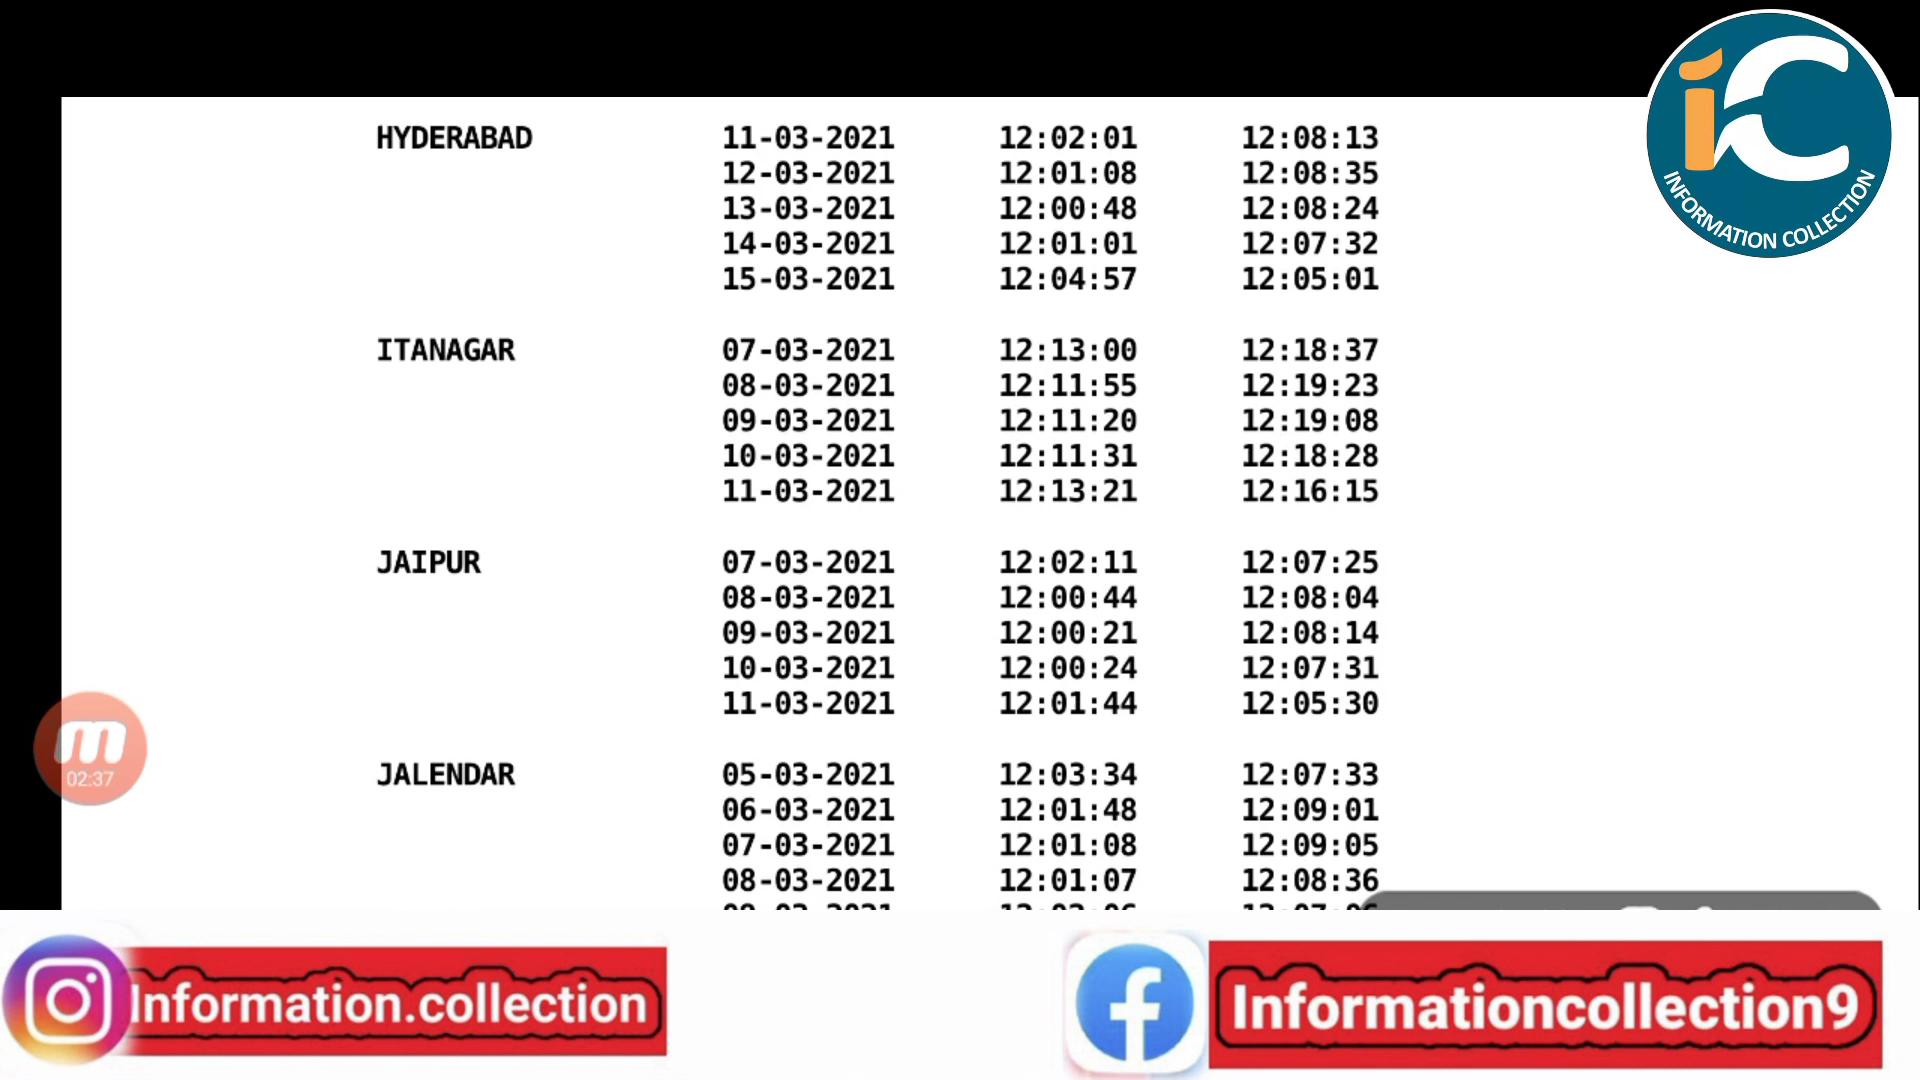 HYDERABAD 11-03-2021 12:02:01 12:08:13
12-03-2021 12:01:08 12:08:35
13-03-2021 12:00:48 12:08:24
14-03-2021 12:01:01 12:07:32
15-03-2021 12:04:57 12:05:01
ITANAGAR 07-03-2021 12:13:00 12:18:37
08-03-2021 12:11:55 12:19:23
09-03-2021 12:11:20 12:19:08
10-03-2021 12:11:31 12:18:28
11-03-2021 12:13:21 12:16:15
JAIPUR 07-03-2021 12:02:11 12:07:25
08-03-2021 12:00:44 12:08:04
09-03-2021 12:00:21 12:08:14
10-03-2021 12:00:24 12:07:31
11-03-2021 12:01:44 12:05:30
JALENDAR 05-03-2021 12:03:34 12:07:33
06-03-2021 12:01:48 12:09:01
07-03-2021 12:01:08 12:09:05
08-03-2021 12:01:07 12:08:36
iC
INFORMATION COLLECTION
m
02:37
Information.collection
f
Informationcollection9